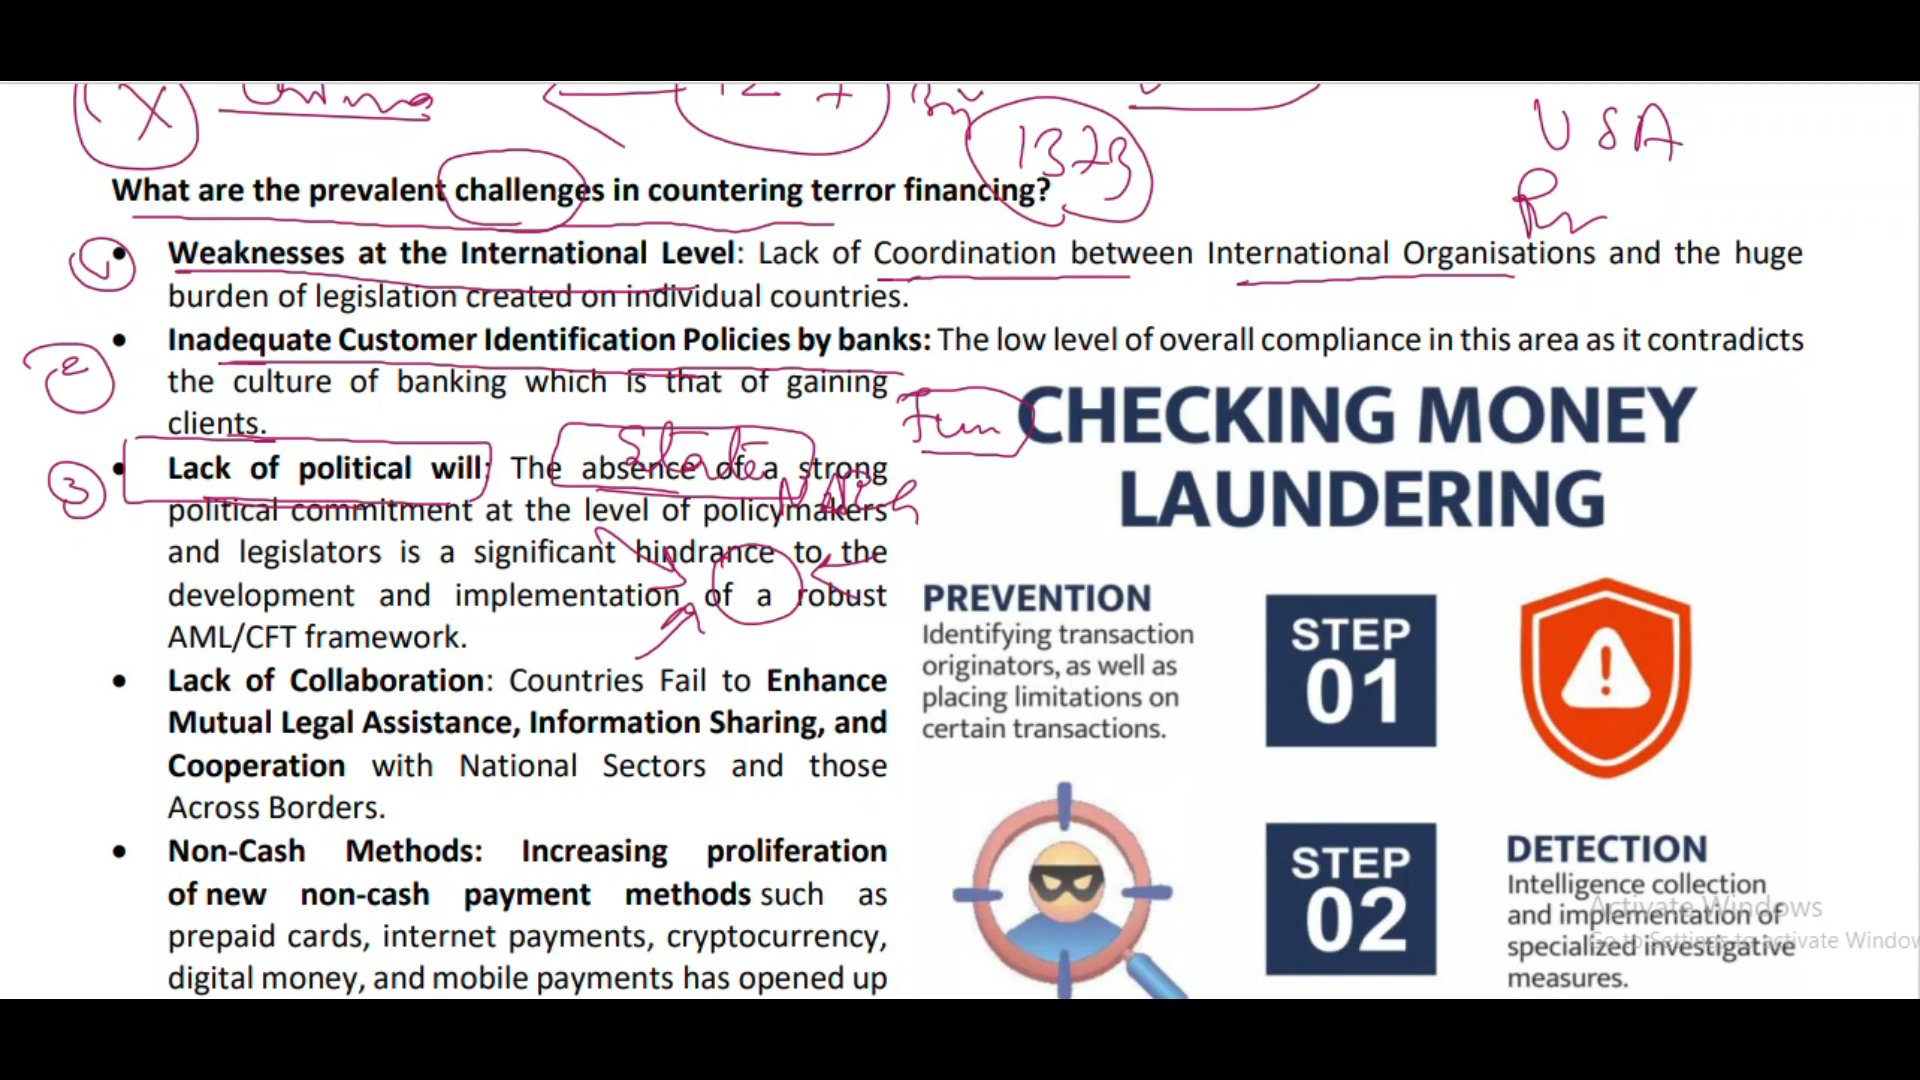 1373
USA
What are the prevalent challenges in countering terror financing?
Weaknesses at the International Level: Lack of Coordination between International Organisations and the huge
burden of legislation created on individual countries.
2
Inadequate Customer Identification Policies by banks: The low level of overall compliance in this area as it contradicts
the culture of banking which is that of gaining
clients.
3
Lack of political will: The absence of a strong
political commitment at the level of policymakers
and legislators is a significant hindrance to the
development and implementation of a robust
AML/CFT framework.
Lack of Collaboration: Countries Fail to Enhance
Mutual Legal Assistance, Information Sharing, and
Cooperation with National Sectors and those
Across Borders.
Non-Cash Methods: Increasing proliferation
of new non-cash payment methods such as
prepaid cards, internet payments, cryptocurrency,
digital money, and mobile payments has opened up
CHECKING MONEY
LAUNDERING
PREVENTION
Identifying transaction
originators, as well as
placing limitations on
certain transactions.
STEP
01
STEP
02
DETECTION
Intelligence collection
and implementation of
specialized investigative
measures.
Activate Windows
Go to Settings to activate Window